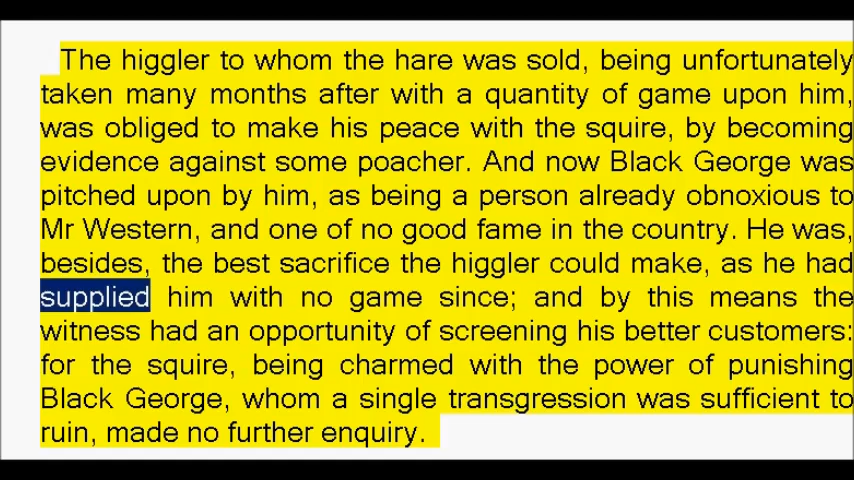 The higgler to whom the hare was sold, being unfortunately
taken many months after with a quantity of game upon him,
was obliged to make his peace with the squire, by becoming
evidence against some poacher. And now Black George was
pitched upon by him, as being a person already obnoxious to
Mr Western, and one of no good fame in the country. He was,
besides, the best sacrifice the higgler could make, as he had
supplied him with no game since; and by this means the
witness had an opportunity of screening his better customers:
for the squire, being charmed with the power of punishing
Black George, whom a single transgression was sufficient to
ruin, made no further enquiry.